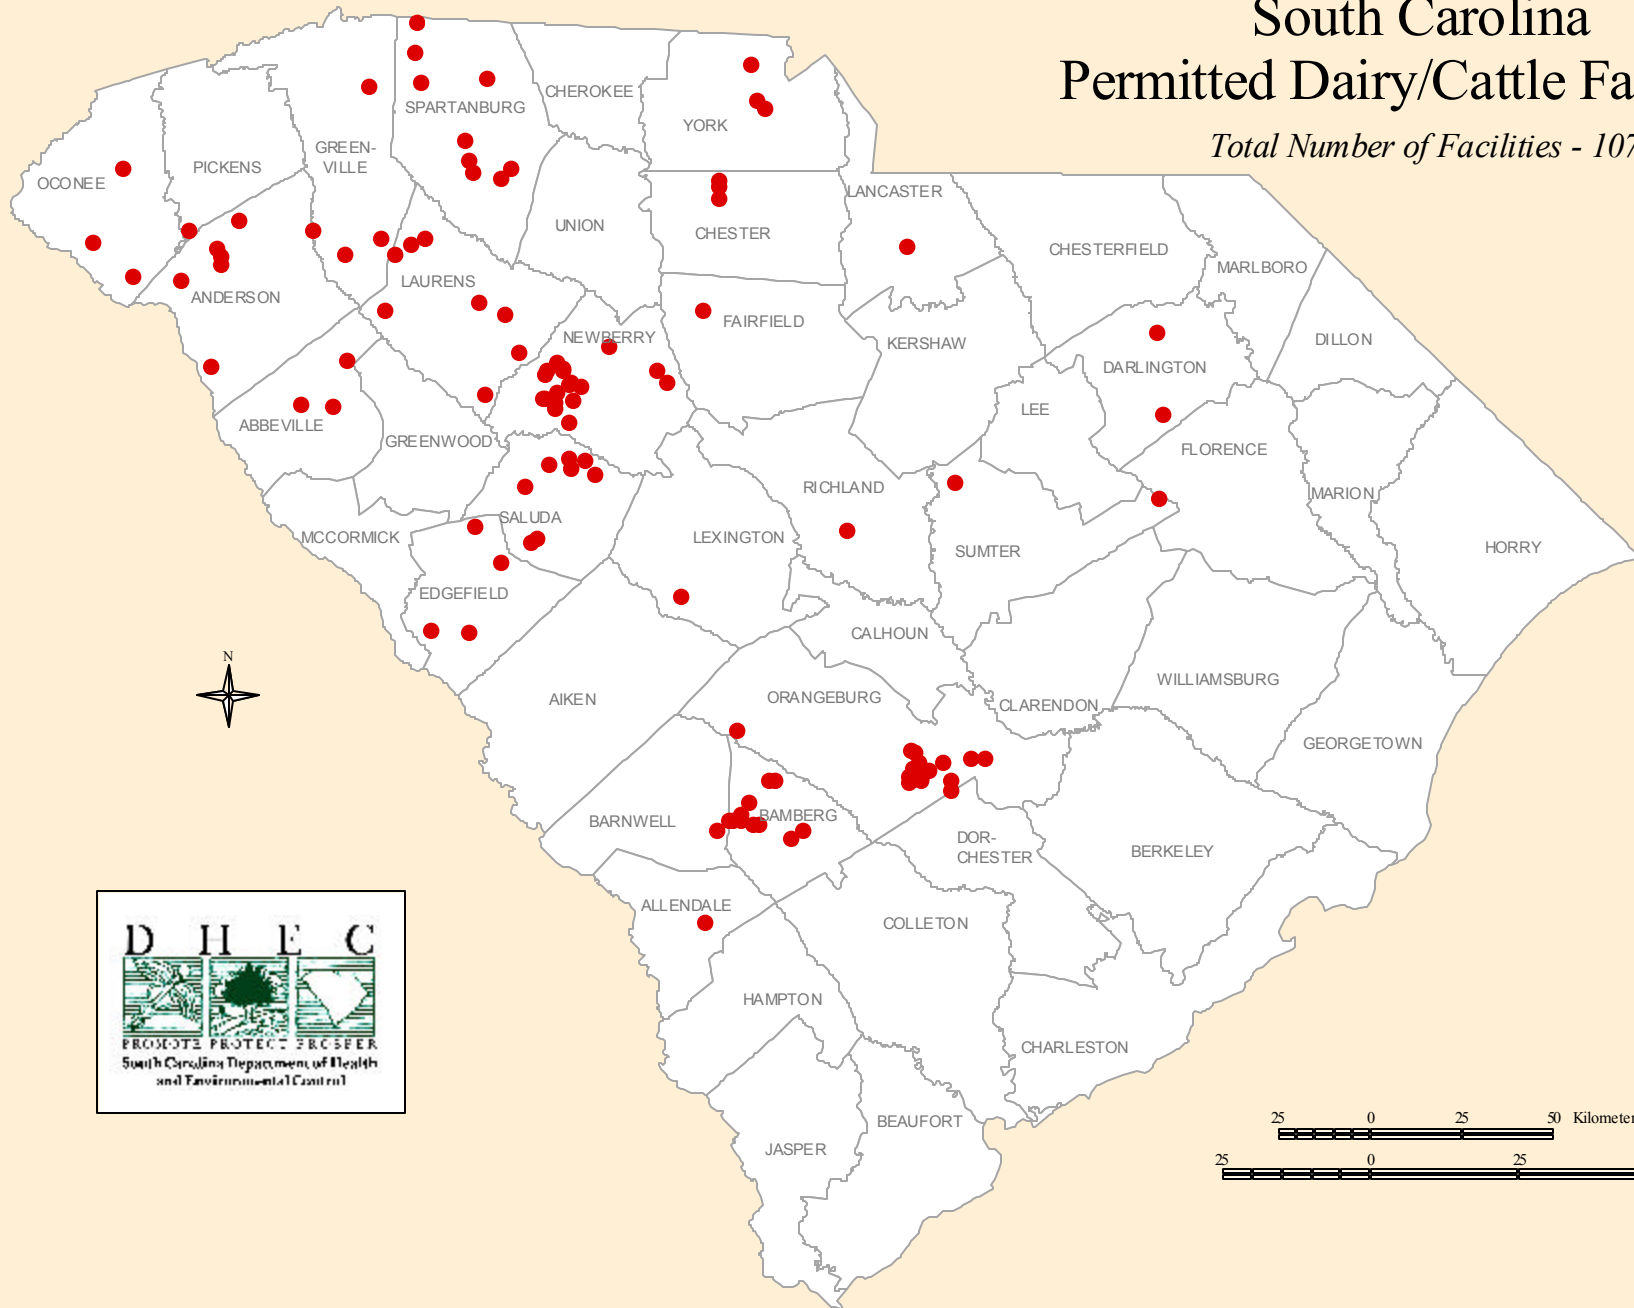 South Carolina
Permitted Dairy/Cattle Fa
Total Number of Facilities - 107
CHEROKEE
SPARTANBURG
YORK
GREEN-
VILLE
PICKENS
OCONEE
LANCASTER
UNION
CHESTER
CHESTERFIELD
MARLBORO
LAURENS
ANDERSON
FAIRFIELD
NEWBERRY
KERSHAW
DILLON
DARLINGTON
LEE
ABBEVILLE
GREENWOOD
FLORENCE
RICHLAND
MARION
SALUDA
MCCORMICK
LEXINGTON
SUMTER
HORRY
EDGEFIELD
CALHOUN
N
WILLIAMSBURG
AIKEN
ORANGEBURG
CLARENDON
GEORGETOWN
BARNWELL
BAMBERG
DOR-
CHESTER
BERKELEY
ALLENDALE
COLLETON
D H E C
PROMOTE PROTECT PROSPER
South Carolina Department of Health
and Environmental Control
HAMPTON
CHARLESTON
BEAUFORT
JASPER
25 0 25 50 Kilometer
25 0 25